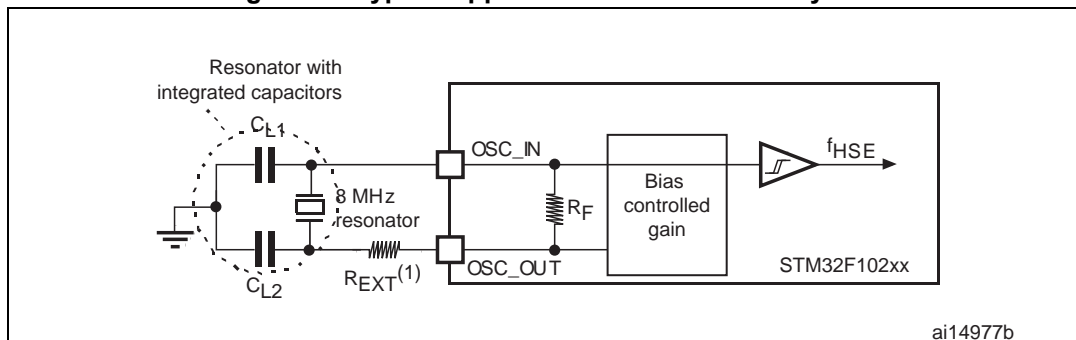 Resonator with
integrated capacitors
CL1
OSC_IN
fHSE
8 MHz
resonator
RF
Bias
controlled
gain
OSC_OUT
STM32F102xx
REXT(1)
CL2
ai14977b